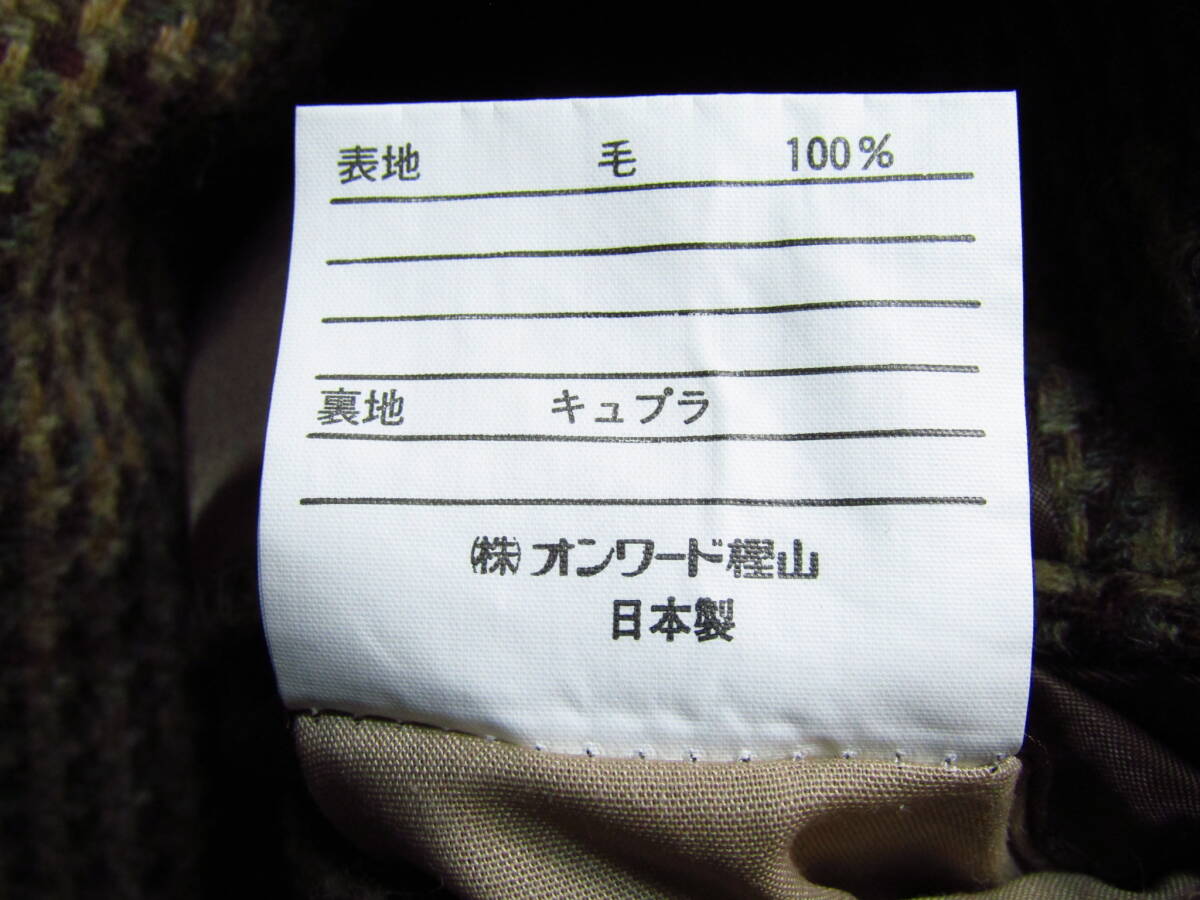 表地 毛 100%
裏地 キュプラ
㈱オンワード樫山
日本製